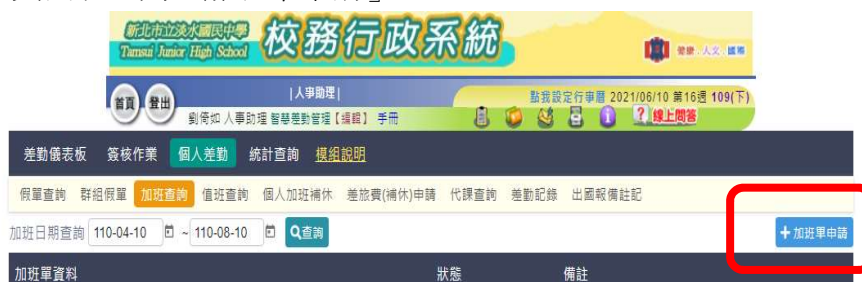 新北市立淡水國民中學
Tamsui Junior High School
校務行政系統
健康．人文．國際
首頁 登出
|人事助理|
點我設定行事曆 2021/06/10 第16週 109(下)
劉倚如 人事助理 智慧差勤管理【編輯】 手冊
線上問答
差勤儀表板 簽核作業 個人差勤 統計查詢 模組說明
假單查詢 群組假單 加班查詢 值班查詢 個人加班補休 差旅費(補休)申請 代課查詢 差勤記錄 出國報備註記
加班日期查詢 110-04-10 ~ 110-08-10 查詢
+加班單申請
加班單資料 狀態 備註